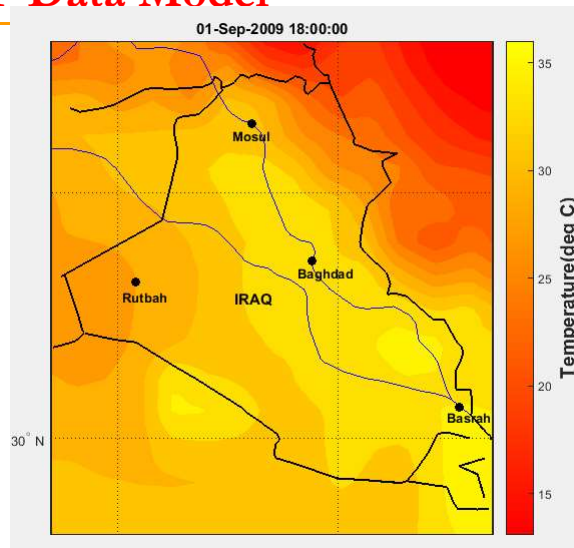 Data Model
01-Sep-2009 18:00:00
Mosul
Baghdad
Rutbah
IRAQ
Basrah
30° N
35
30
25
20
15
Temperature(deg C)